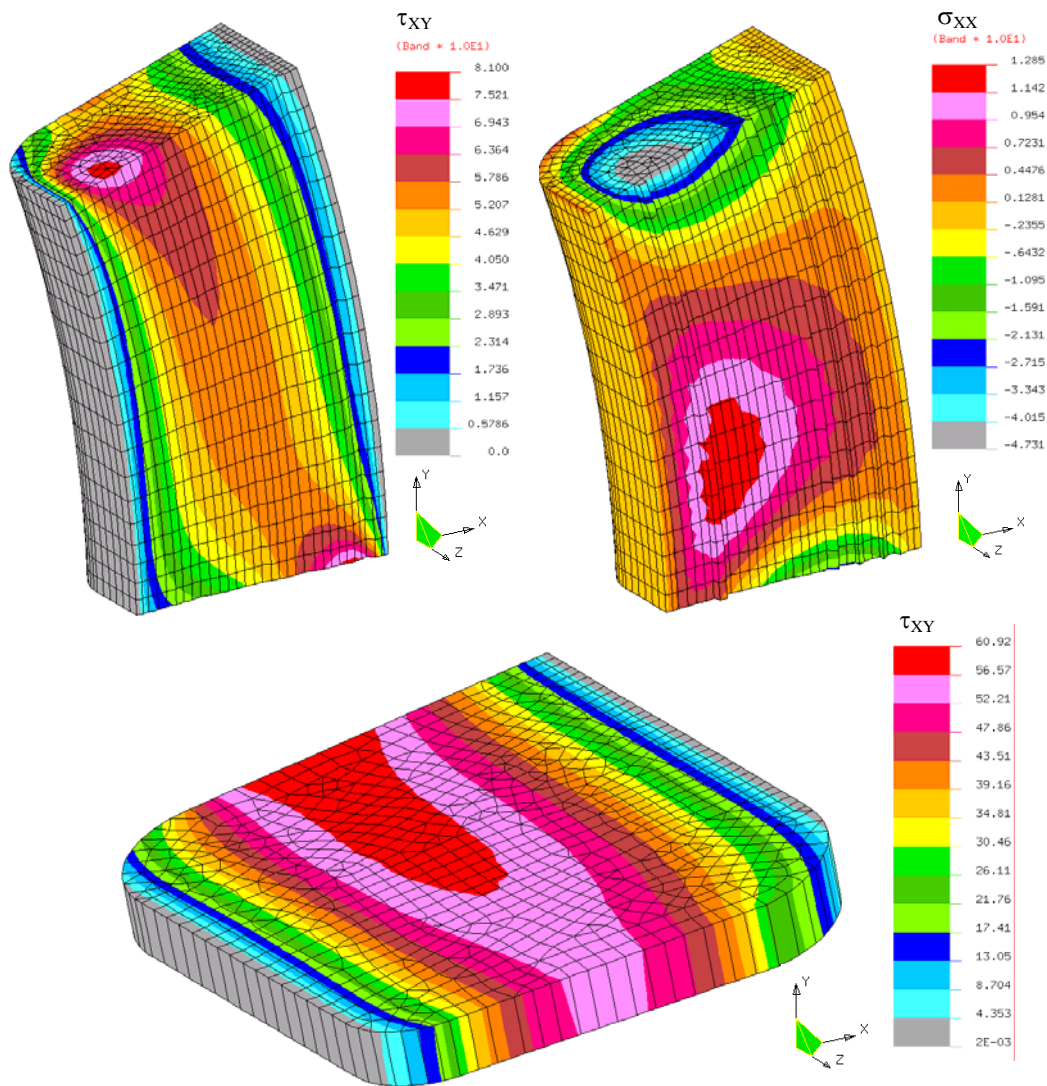 τXY
(Band * 1.0E1)
8.100
7.521
6.943
6.364
5.786
5.207
4.629
4.050
3.471
2.893
2.314
1.736
1.157
0.5786
0.0
Y
X
Z
σXX
(Band * 1.0E1)
1.285
1.142
0.954
0.7231
0.4476
0.1281
-.2355
-.6432
-1.095
-1.591
-2.131
-2.715
-3.343
-4.015
-4.731
Y
X
Z
τXY
60.92
56.57
52.21
47.86
43.51
39.16
34.81
30.46
26.11
21.76
17.41
13.05
8.704
4.353
2E-03
Y
X
Z